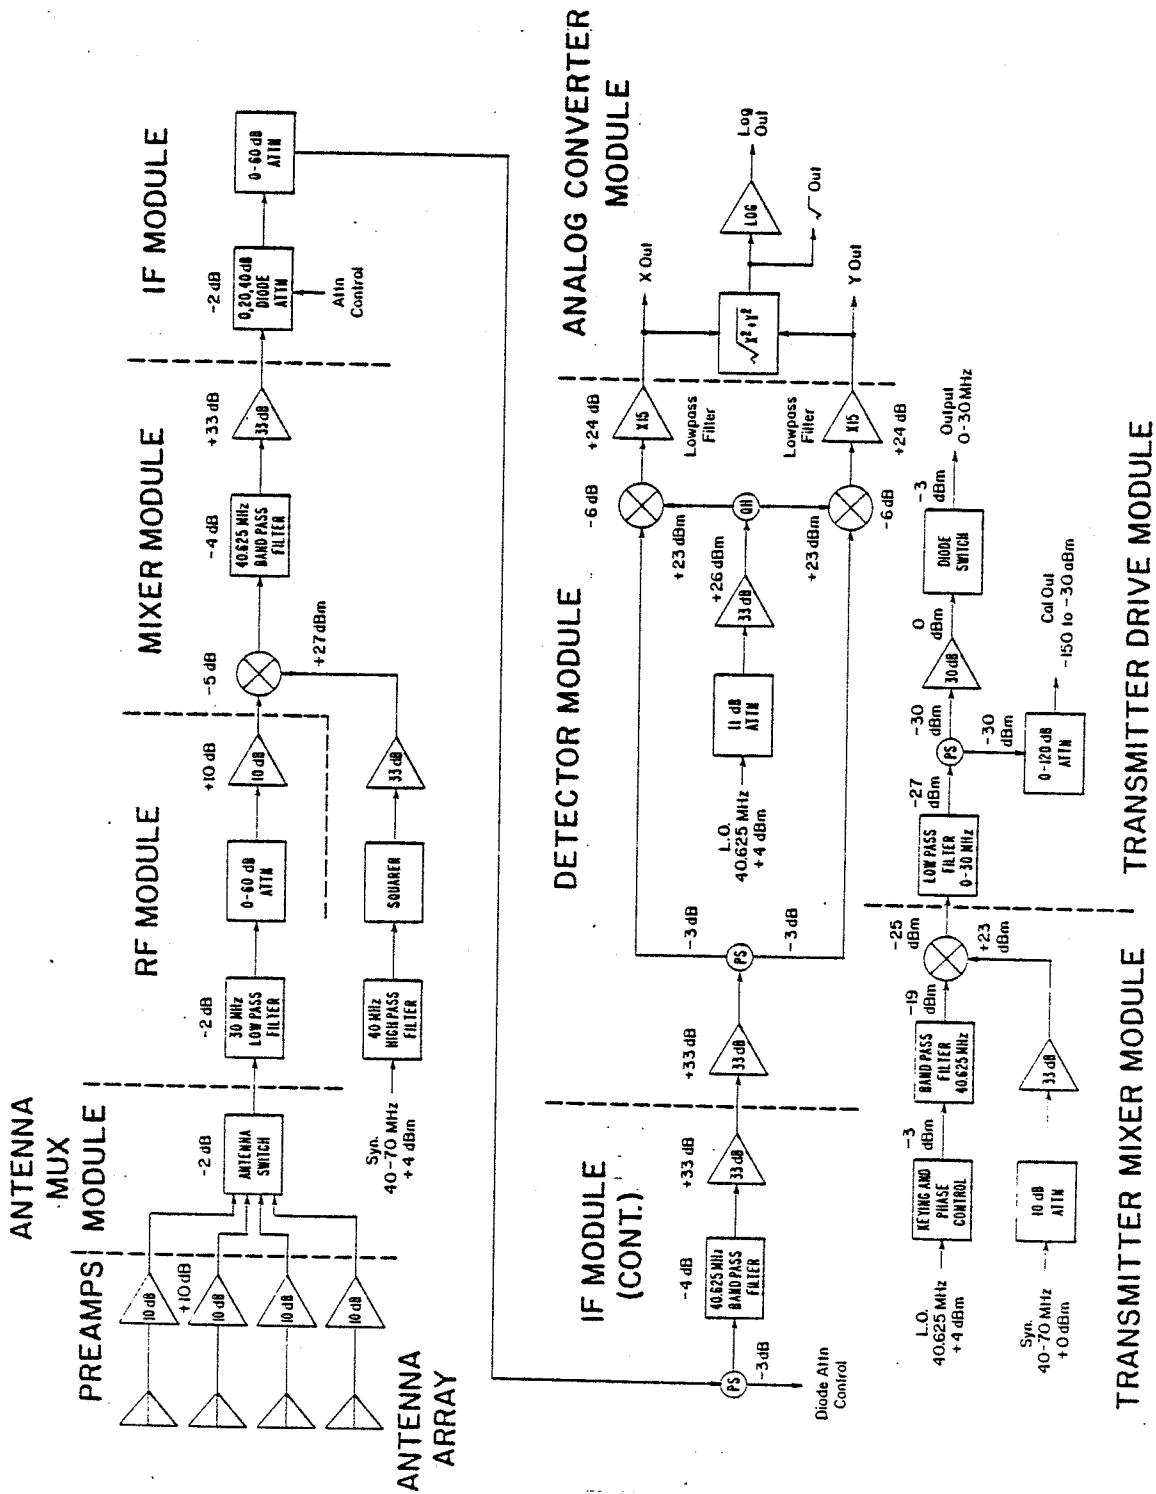 ANTENNA
MUX
PREAMPS
MODULE
RF MODULE
MIXER MODULE
IF MODULE
10 dB
+10 dB
10 dB
10 dB
10 dB
ANTENNA
ARRAY
-2 dB
ANTENNA
SWITCH
-2 dB
30 MHz
LOW PASS
FILTER
0-60 dB
ATTN
+10 dB
10 dB
-5 dB
+27 dBm
-4 dB
40.625 MHz
BAND PASS
FILTER
+33 dB
33 dB
-2 dB
0,20,40 dB
DIODE
ATTN
Attn
Control
0-60 dB
ATTN
Syn.
40-70 MHz
+4 dBm
40 MHz
HIGH PASS
FILTER
SQUARER
33 dB
IF MODULE
(CONT.)
DETECTOR MODULE
ANALOG CONVERTER
MODULE
PS
-3 dB
Diode Attn
Control
-4 dB
40.625 MHz
BAND PASS
FILTER
+33 dB
33 dB
+33 dB
33 dB
PS
-3 dB
-3 dB
L.O.
40.625 MHz
+4 dBm
11 dB
ATTN
33 dB
+26 dBm
QH
+23 dBm
+23 dBm
-6 dB
-6 dB
+24 dB
X15
Lowpass
Filter
Lowpass
Filter
X15
+24 dB
X Out
√X²+Y²
Y Out
LOG
Log
Out
√ Out
L.O.
40.625 MHz
+4 dBm
KEYING AND
PHASE
CONTROL
-3
dBm
BAND PASS
FILTER
40.625 MHz
-19
dBm
-25
dBm
+23
dBm
Syn.
40-70 MHz
+0 dBm
10 dB
ATTN
33 dB
LOW PASS
FILTER
0-30 MHz
-27
dBm
PS
-30
dBm
-30
dBm
0-120 dB
ATTN
Cal Out
-150 to -30 dBm
30 dB
0
dBm
DIODE
SWITCH
-3
dBm
Output
0-30 MHz
TRANSMITTER MIXER MODULE
TRANSMITTER DRIVE MODULE